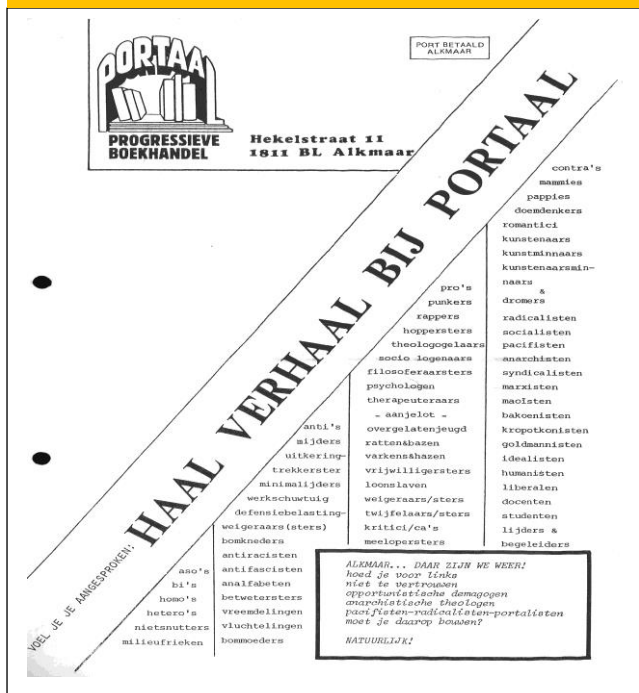 PORTAAL
PROGRESSIEVE
BOEKHANDEL
Hekelstraat 11
1811 BL Alkmaar
PORT BETAALD
ALKMAAR
VOEL JE JE AANGESPROKEN:
HAAL VERHAAL BIJ PORTAAL
aso's
bi's
homo's
hetero's
nietsnutters
milieufrieken
anti's
mijders
uitkering-
trekkerster
minimalijders
werkschuwtuig
defensiebelasting-
weigeraars(sters)
bomkneders
antiracisten
antifascisten
analfabeten
betwetersters
vreemdelingen
vluchtelingen
bommoeders
pro's
punkers
rappers
hoppersters
theologogelaars
socio logenaars
filosoferaarsters
psychologen
therapeuteraars
- aanjelot -
overgelatenjeugd
ratten&bazen
varkens&hazen
vrijwilligersters
loonslaven
weigeraars/sters
twijfelaars/sters
kritici/ca's
meelopersters
contra's
mammies
pappies
doemdenkers
romantici
kunstenaars
kunstminnaars
kunstenaarsmin-
naars
&
dromers
radicalisten
socialisten
pacifisten
anarchisten
syndicalisten
marxisten
maoïsten
bakoenisten
kropotkonisten
goldmannisten
idealisten
humanisten
liberalen
docenten
studenten
lijders &
begeleiders
ALKMAAR... DAAR ZIJN WE WEER!
hoed je voor links
niet te vertrouwen
opportunistische demagogen
anarchistische theologen
pacifisten-radicalisten-portalisten
moet je daarop bouwen?
NATUURLIJK!